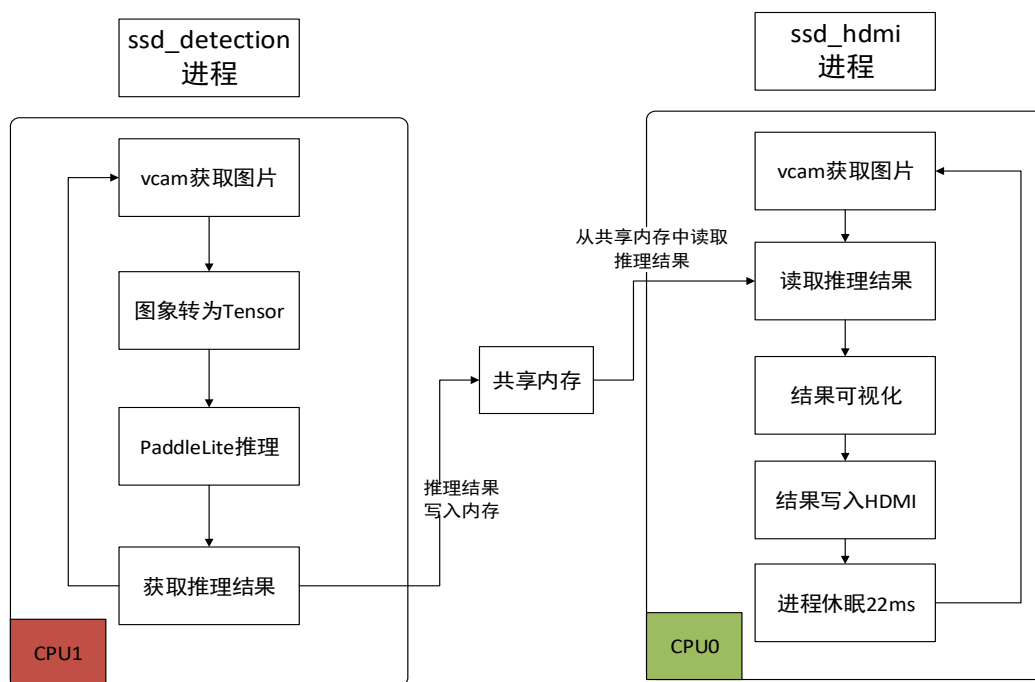 ssd_detection
进程
vcam获取图片
图象转为Tensor
PaddleLite推理
获取推理结果
CPU1
推理结果
写入内存
共享内存
从共享内存中读取
推理结果
ssd_hdmi
进程
vcam获取图片
读取推理结果
结果可视化
结果写入HDMI
进程休眠22ms
CPU0